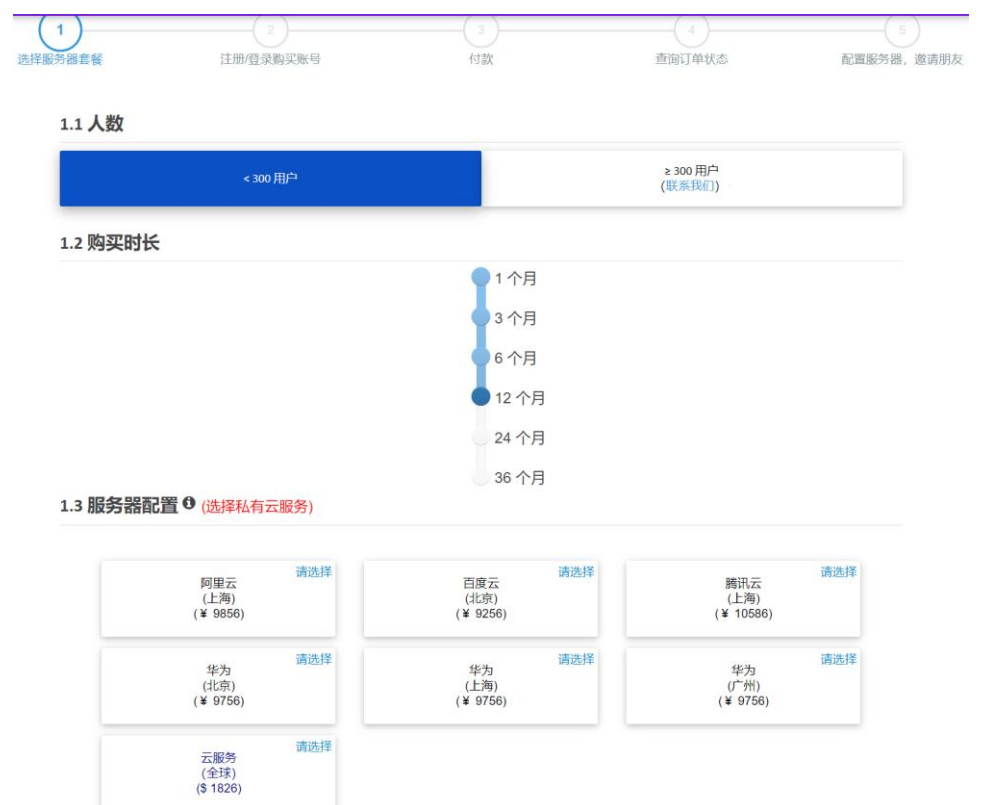 1
2
3
4
5
选择服务器套餐
注册/登录购买账号
付款
查询订单状态
配置服务器，邀请朋友
1.1 人数
< 300 用户
≥ 300 用户
(联系我们)
1.2 购买时长
1 个月
3 个月
6 个月
12 个月
24 个月
36 个月
1.3 服务器配置 (选择私有云服务)
请选择
阿里云
(上海)
(¥ 9856)
请选择
百度云
(北京)
(¥ 9256)
请选择
腾讯云
(上海)
(¥ 10586)
请选择
华为
(北京)
(¥ 9756)
请选择
华为
(上海)
(¥ 9756)
请选择
华为
(广州)
(¥ 9756)
请选择
云服务
(全球)
($ 1826)